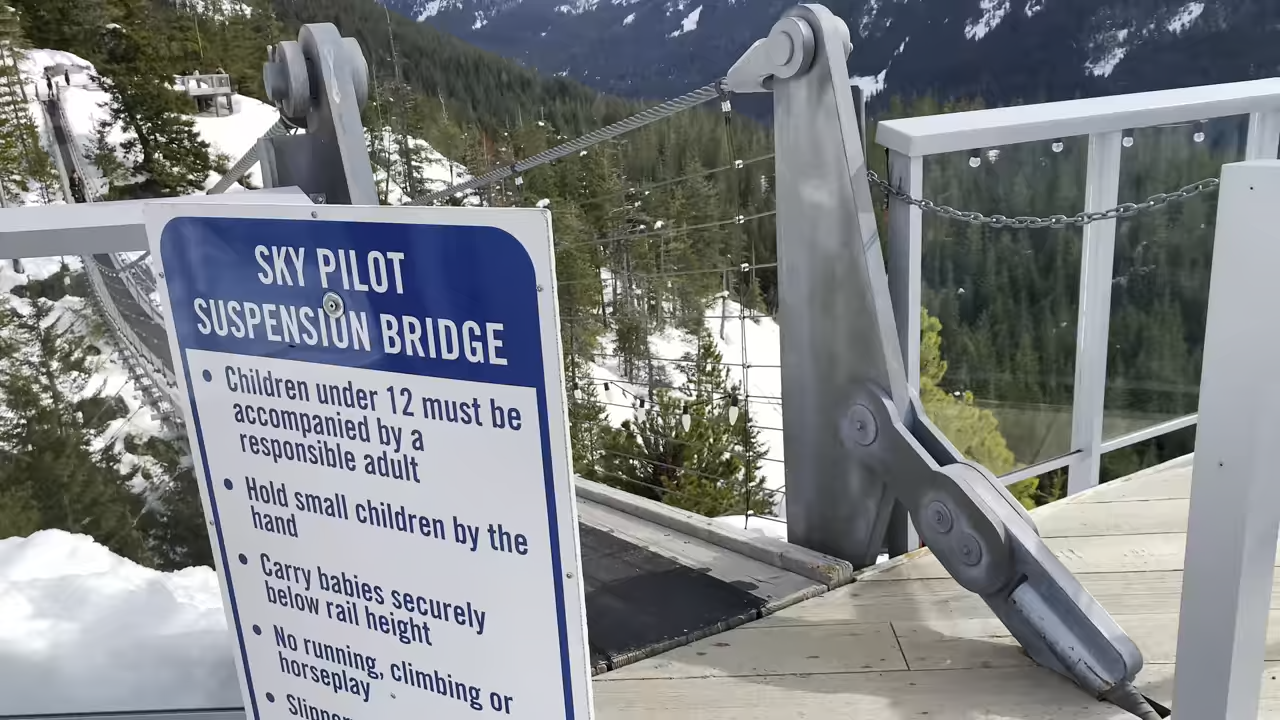 SKY PILOT
SUSPENSION BRIDGE
• Children under 12 must be
accompanied by a
responsible adult
• Hold small children by the
hand
• Carry babies securely
below rail height
• No running, climbing or
horseplay